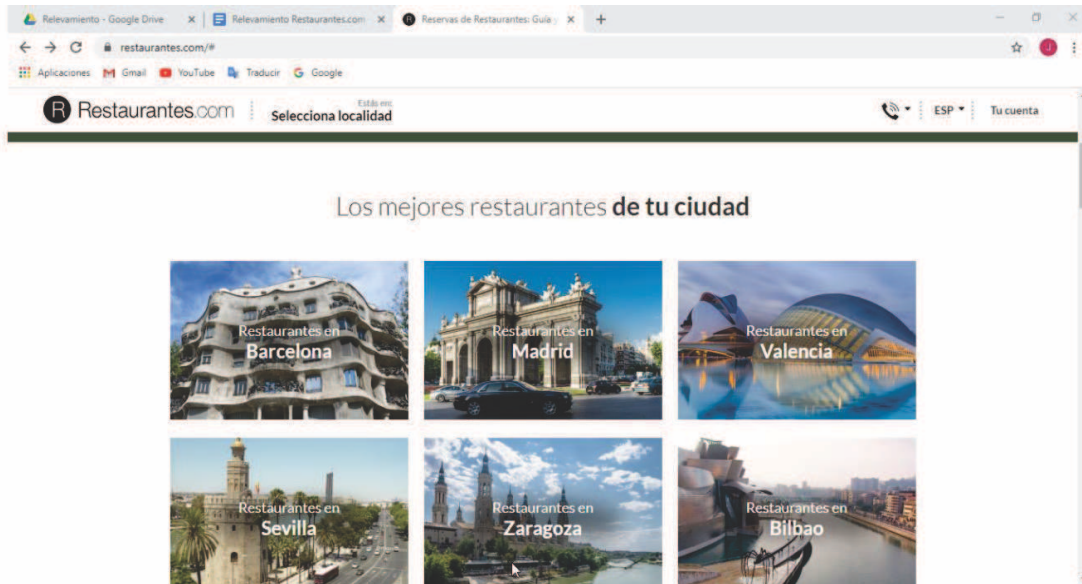 Relevamiento - Google Drive
Relevamiento Restaurantes.com
Reservas de Restaurantes: Guía y
restaurantes.com/#
J
Aplicaciones
Gmail
YouTube
Traducir
Google
R Restaurantes.com
Estás en:
Selecciona localidad
ESP
Tu cuenta
Los mejores restaurantes de tu ciudad
Restaurantes en
Barcelona
Restaurantes en
Madrid
Restaurantes en
Valencia
Restaurantes en
Sevilla
Restaurantes en
Zaragoza
Restaurantes en
Bilbao